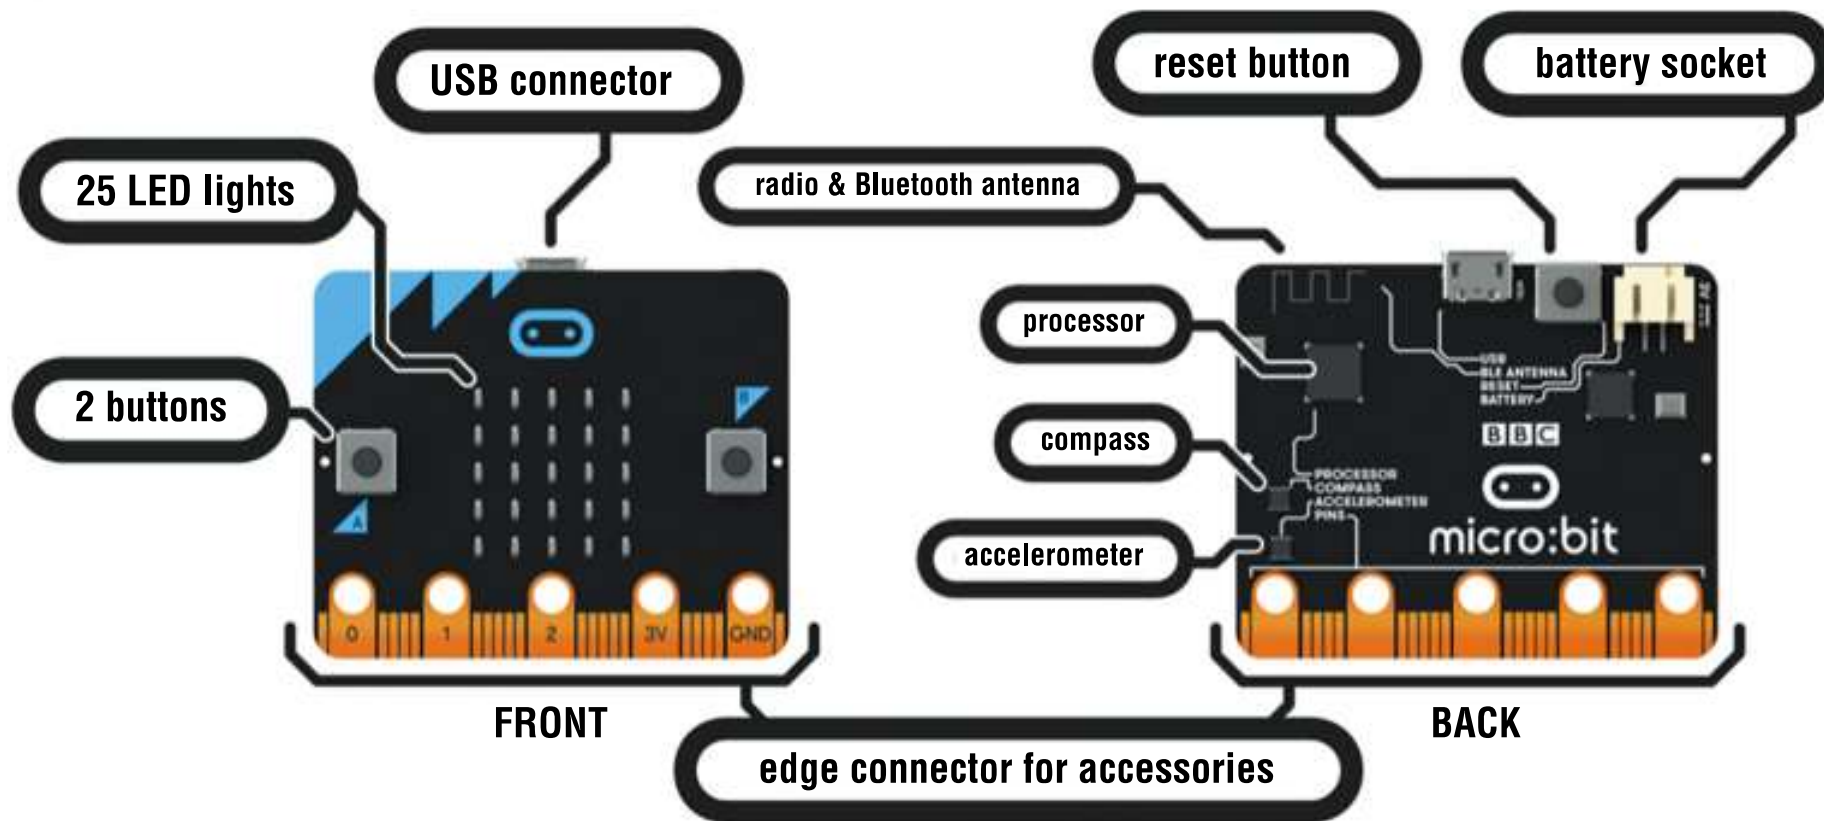 USB connector
reset button
battery socket
25 LED lights
radio & Bluetooth antenna
processor
2 buttons
compass
accelerometer
B
A
0 1 2 3V GND
USB
BLE ANTENNA
RESET
BATTERY
BBC
PROCESSOR
COMPASS
ACCELEROMETER
PINS
micro:bit
FRONT
BACK
edge connector for accessories